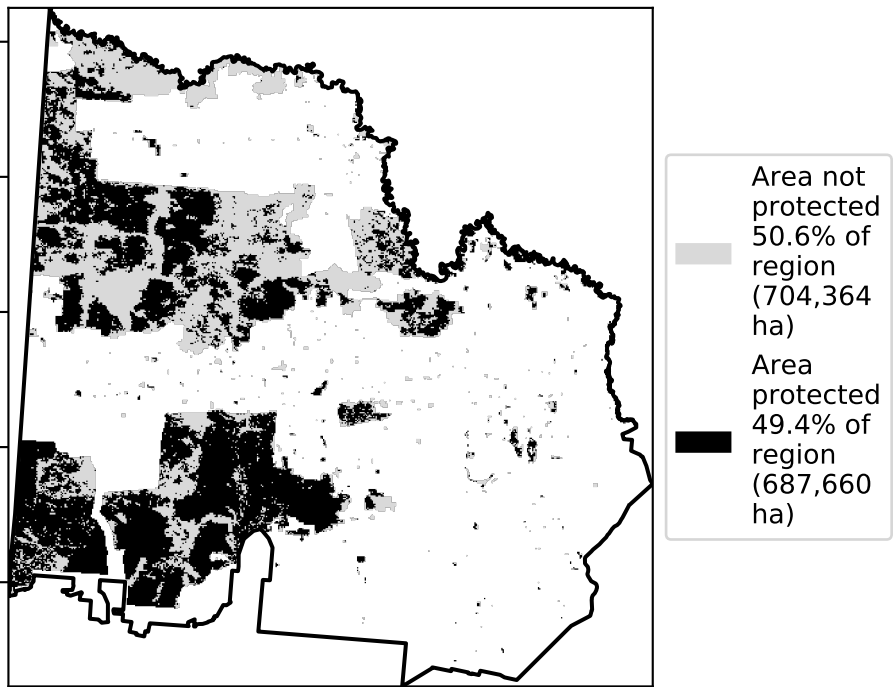 Area not
protected
50.6% of
region
(704,364
ha)
Area
protected
49.4% of
region
(687,660
ha)